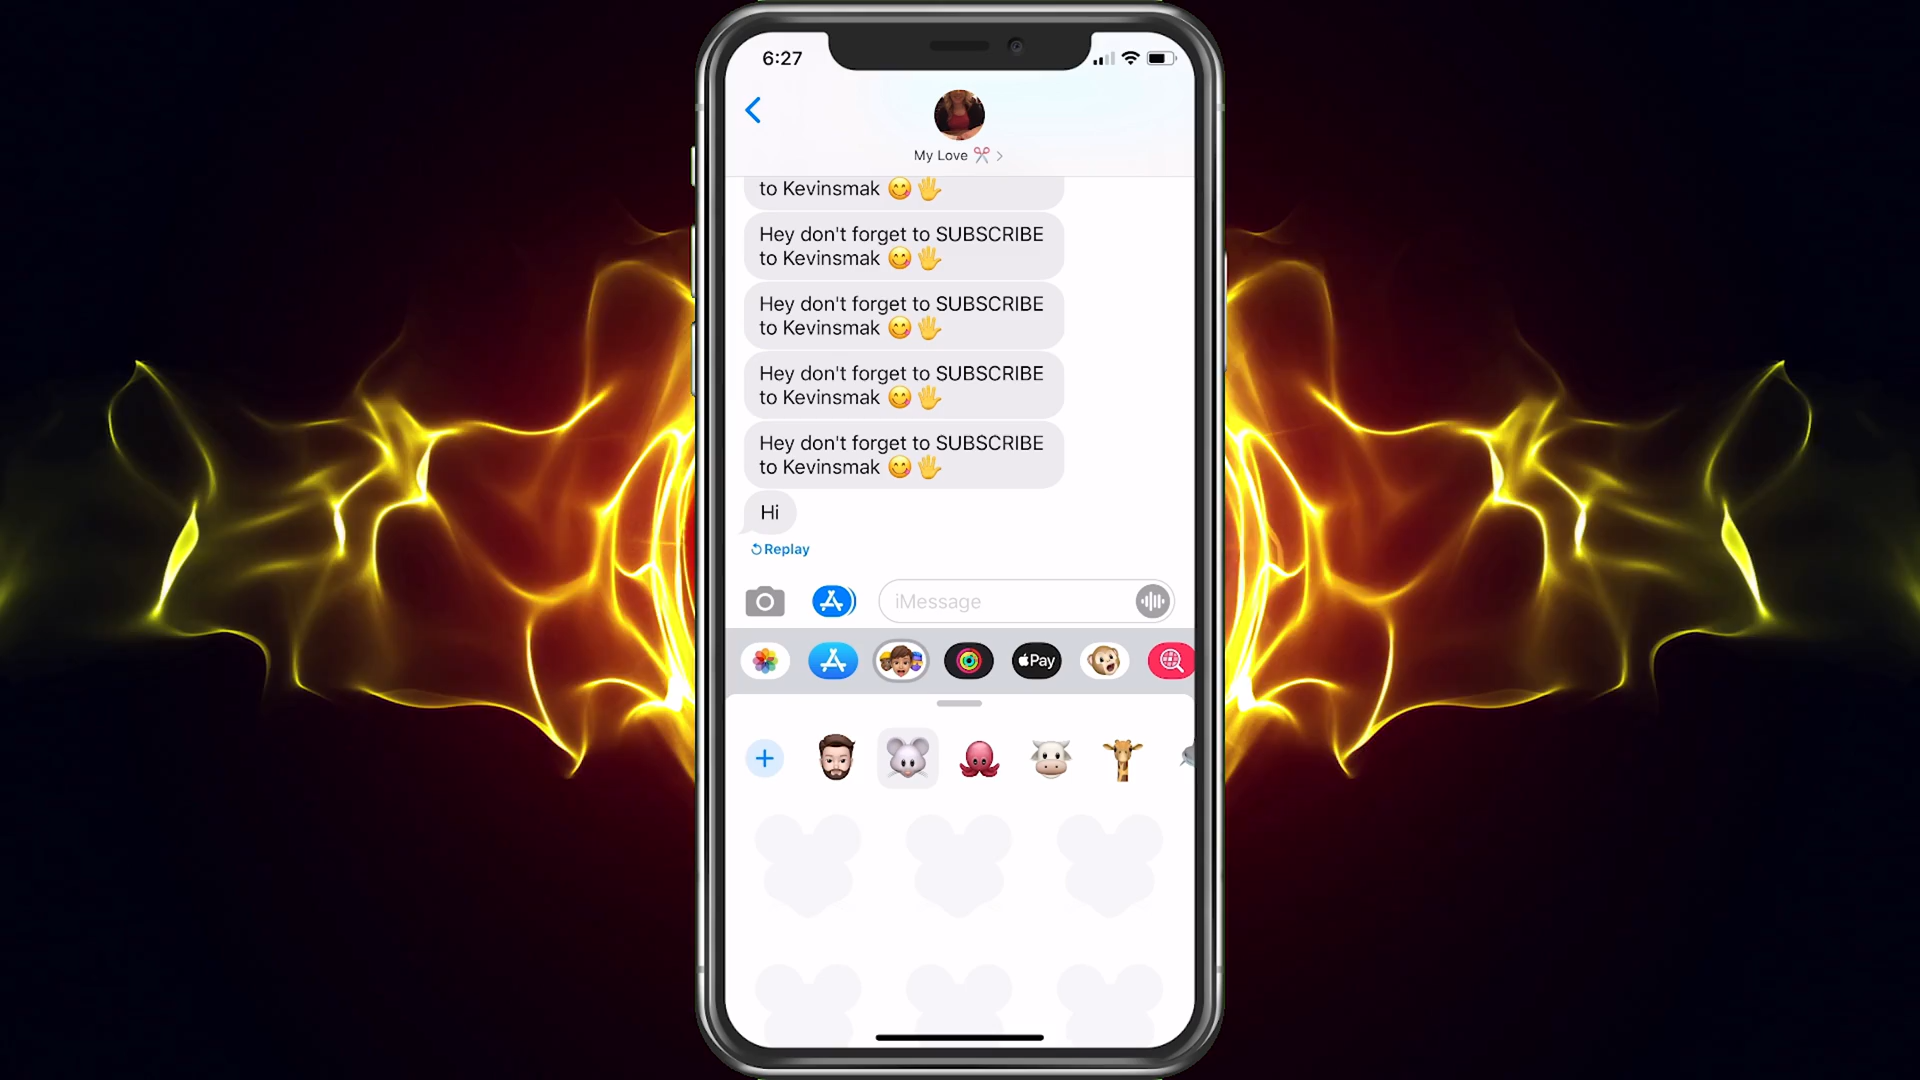 6:27
My Love ✂️
to Kevinsmak 😋 🖐
Hey don't forget to SUBSCRIBE
to Kevinsmak 😋 🖐
Hey don't forget to SUBSCRIBE
to Kevinsmak 😋 🖐
Hey don't forget to SUBSCRIBE
to Kevinsmak 😋 🖐
Hey don't forget to SUBSCRIBE
to Kevinsmak 😋 🖐
Hi
Replay
iMessage
Pay